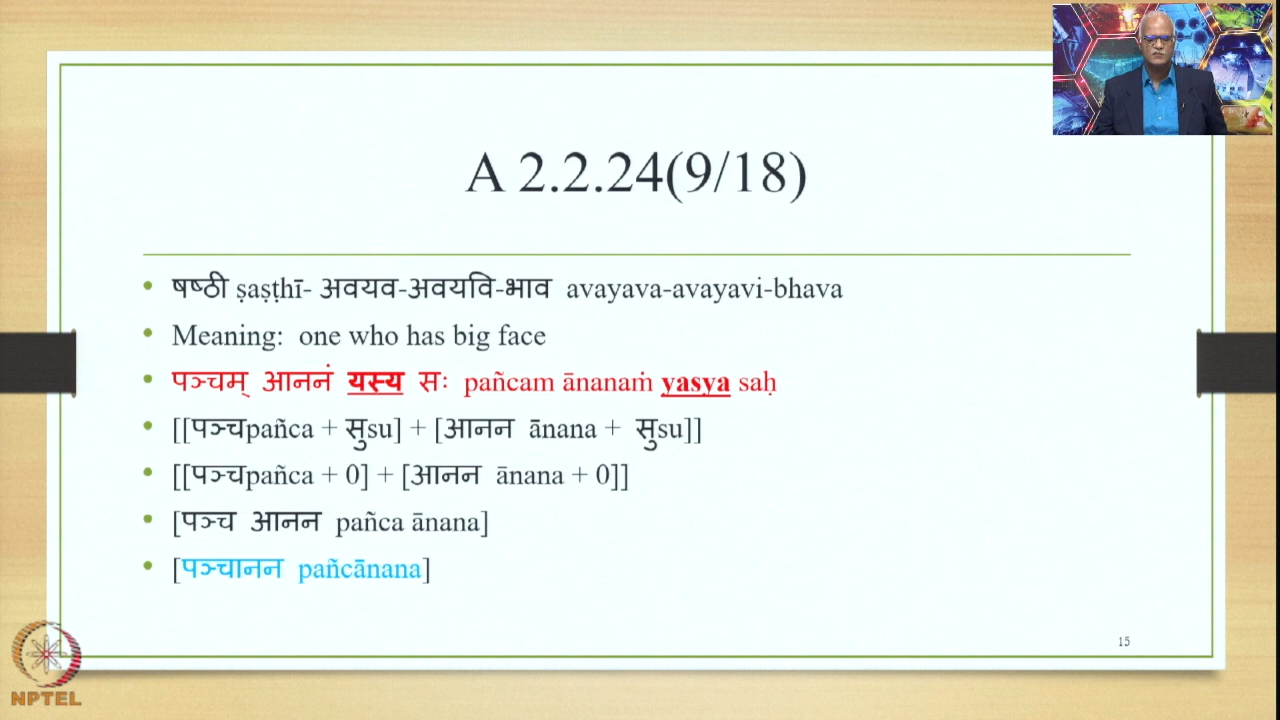 A 2.2.24(9/18)
• षष्ठी ṣaṣṭhī- अवयव-अवयवि-भाव avayava-avayavi-bhava
• Meaning: one who has big face
• पञ्चम् आननं यस्य सः pañcam ānanaṁ yasya saḥ
• [[पञ्चpañca + सुsu] + [आनन ānana + सुsu]]
• [[पञ्चpañca + 0] + [आनन ānana + 0]]
• [पञ्च आनन pañca ānana]
• [पञ्चानन pañcānana]
15
NPTEL